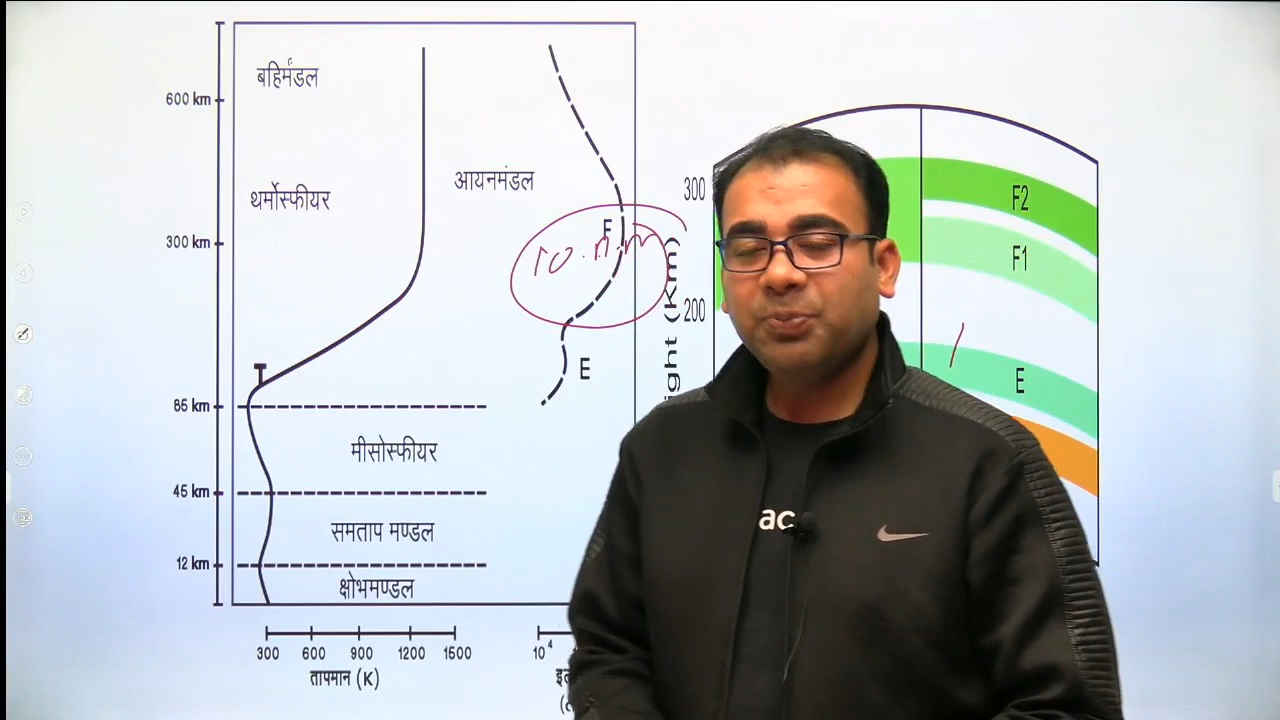 बहिर्मंडल
600 km
थर्मोस्फीयर
आयनमंडल
300 km
F
10.n.m
T
E
85 km
मीसोस्फीयर
45 km
समताप मण्डल
12 km
क्षोभमण्डल
300 600 900 1200 1500
तापमान (K)
10⁴
300
200
(Km)
F2
F1
E
ac